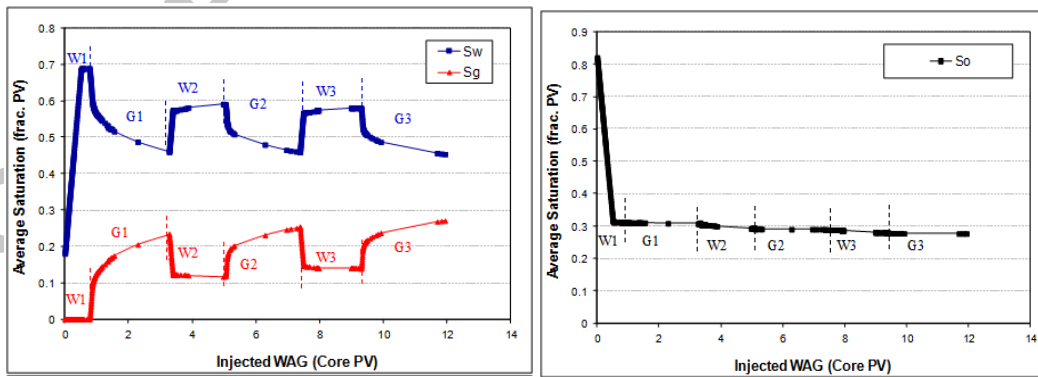 0.8
0.7
0.6
0.5
0.4
0.3
0.2
0.1
0
Average Saturation (frac. PV)
W1
G1
W2
G2
W3
G3
Sw
Sg
W1
G1
W2
G2
W3
G3
0 2 4 6 8 10 12 14
Injected WAG (Core PV)
0.9
0.8
0.7
0.6
0.5
0.4
0.3
0.2
0.1
0
Average Saturation (frac. PV)
So
W1
G1
W2
G2
W3
G3
0 2 4 6 8 10 12 14
Injected WAG (Core PV)